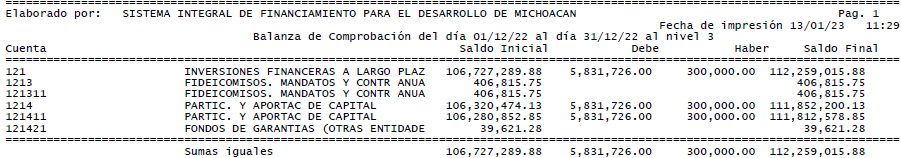 Elaborado por: SISTEMA INTEGRAL DE FINANCIAMIENTO PARA EL DESARROLLO DE MICHOACAN Pag. 1
Fecha de impresión 13/01/23 11:29
Balanza de Comprobación del día 01/12/22 al día 31/12/22 al nivel 3
Cuenta Saldo Inicial Debe Haber Saldo Final
121 INVERSIONES FINANCIERAS A LARGO PLAZ 106,727,289.88 5,831,726.00 300,000.00 112,259,015.88
1213 FIDEICOMISOS. MANDATOS Y CONTR ANUA 406,815.75 406,815.75
121311 FIDEICOMISOS. MANDATOS Y CONTR ANUA 406,815.75 406,815.75
1214 PARTIC. Y APORTAC DE CAPITAL 106,320,474.13 5,831,726.00 300,000.00 111,852,200.13
121411 PARTIC. Y APORTAC DE CAPITAL 106,280,852.85 5,831,726.00 300,000.00 111,812,578.85
121421 FONDOS DE GARANTIAS (OTRAS ENTIDADE 39,621.28 39,621.28
Sumas iguales 106,727,289.88 5,831,726.00 300,000.00 112,259,015.88